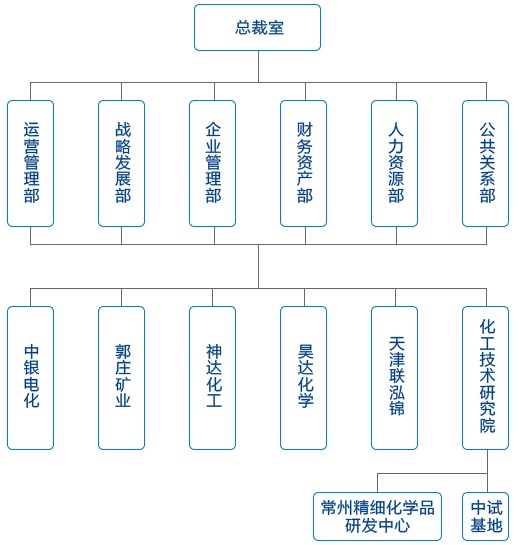 总裁室
运营管理部
战略发展部
企业管理部
财务资产部
人力资源部
公共关系部
中银电化
郭庄矿业
神达化工
昊达化学
天津联泓锦
化工技术研究院
常州精细化学品
研发中心
中试
基地